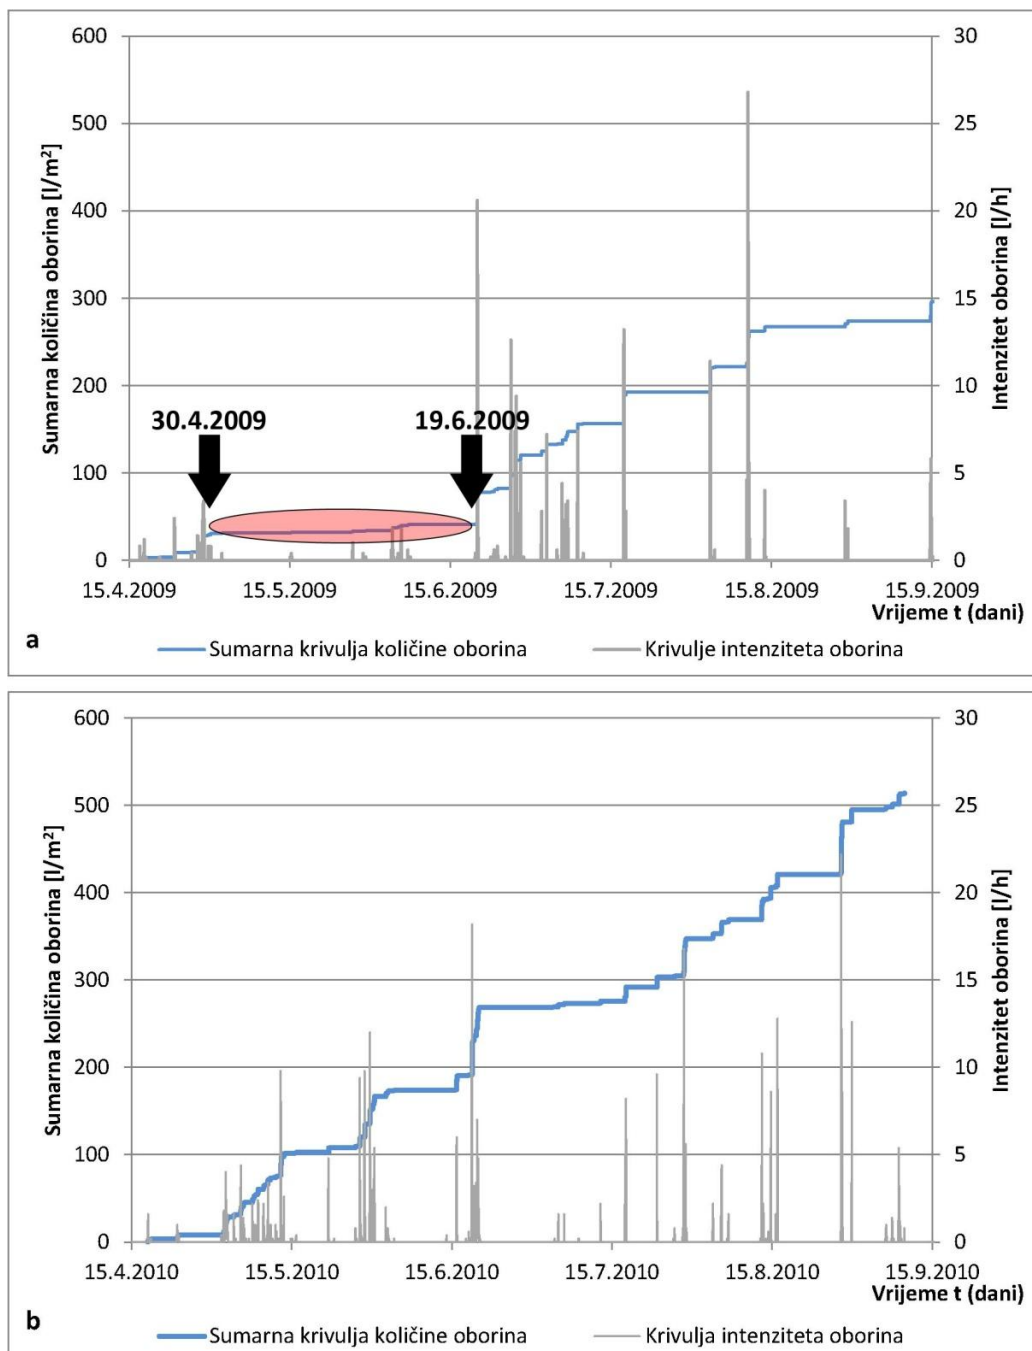 600
500
400
300
200
100
0
Sumarna količina oborina [l/m²]
30
25
20
15
10
5
0
Intenzitet oborina [l/h]
30.4.2009
19.6.2009
15.4.2009 15.5.2009 15.6.2009 15.7.2009 15.8.2009 15.9.2009
Vrijeme t (dani)
a
Sumarna krivulja količine oborina
Krivulje intenziteta oborina
600
500
400
300
200
100
0
Sumarna količina oborina [l/m²]
30
25
20
15
10
5
0
Intenzitet oborina [l/h]
15.4.2010 15.5.2010 15.6.2010 15.7.2010 15.8.2010 15.9.2010
Vrijeme t (dani)
b
Sumarna krivulja količine oborina
Krivulja intenziteta oborina